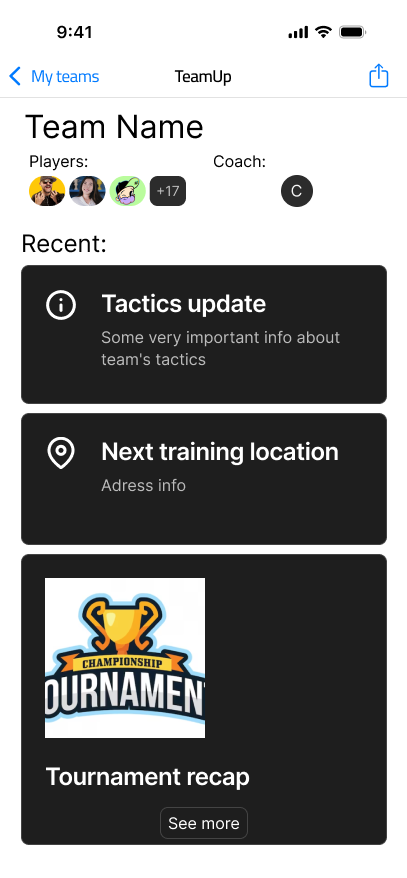 9:41
My teams
TeamUp
Team Name
Players:
Coach:
+17
C
Recent:
Tactics update
Some very important info about
team's tactics
Next training location
Adress info
CHAMPIONSHIP
OURNAMEN
Tournament recap
See more